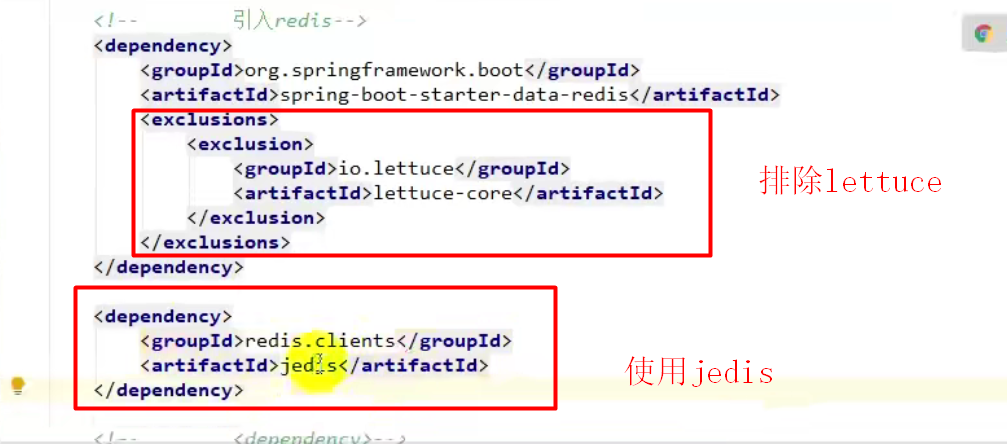 <!--        引入redis-->
<dependency>
    <groupId>org.springframework.boot</groupId>
    <artifactId>spring-boot-starter-data-redis</artifactId>
    <exclusions>
        <exclusion>
            <groupId>io.lettuce</groupId>
            <artifactId>lettuce-core</artifactId>
        </exclusion>
    </exclusions>
</dependency>
排除lettuce
<dependency>
    <groupId>redis.clients</groupId>
    <artifactId>jedis</artifactId>
</dependency>
使用jedis
<!--        <dependency>-->